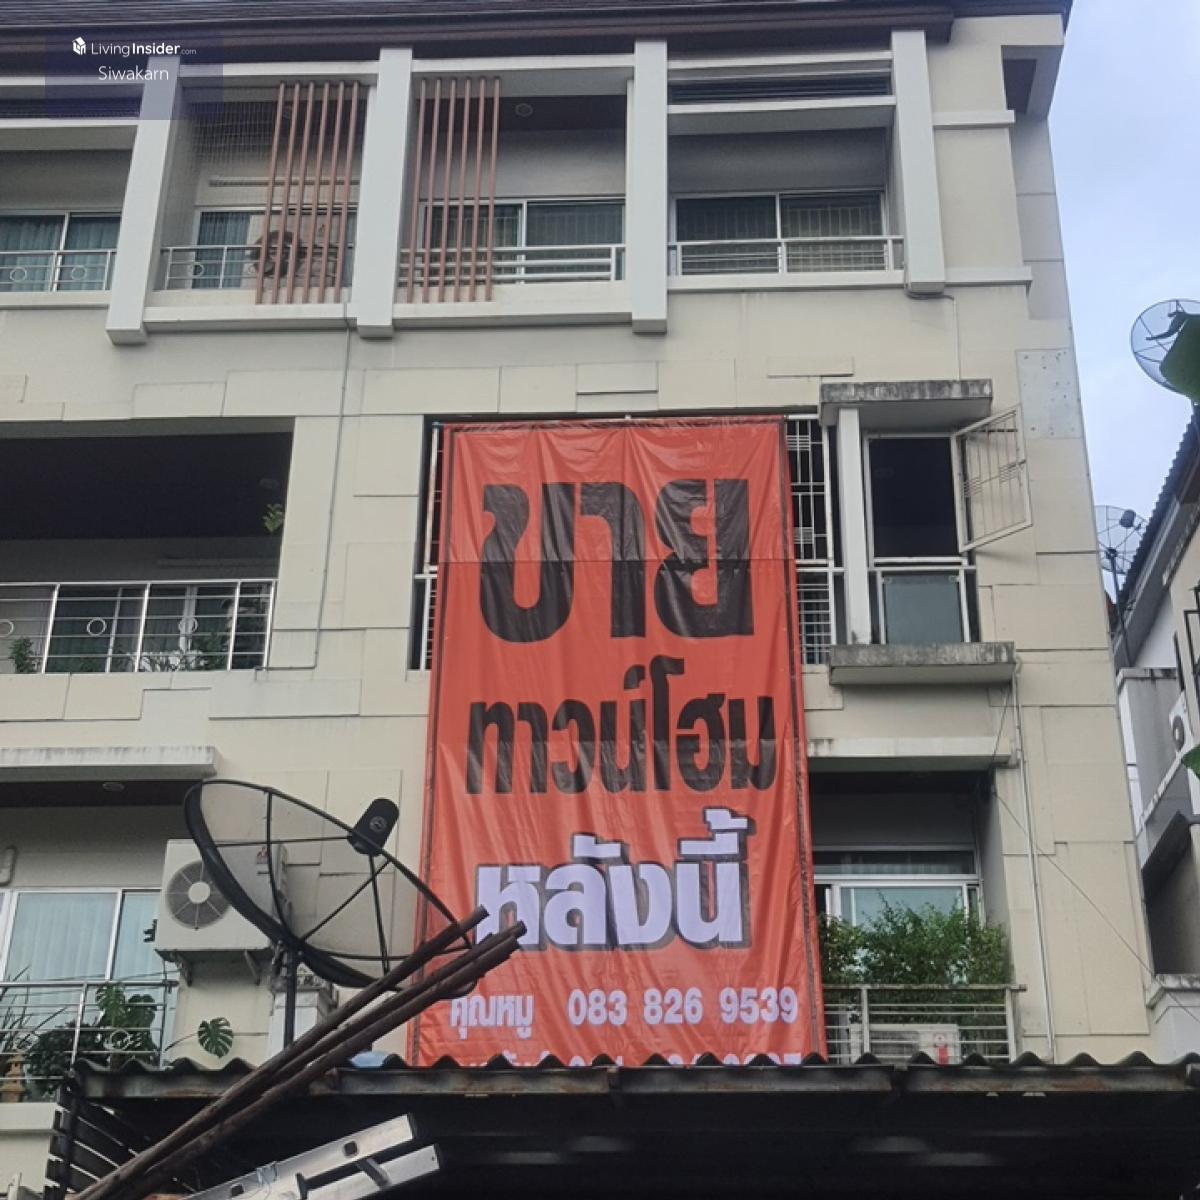 LivingInsider.com
Siwakarn
ขาย
ทาวน์โฮม
หลังนี้
คุณหมู 083 826 9539